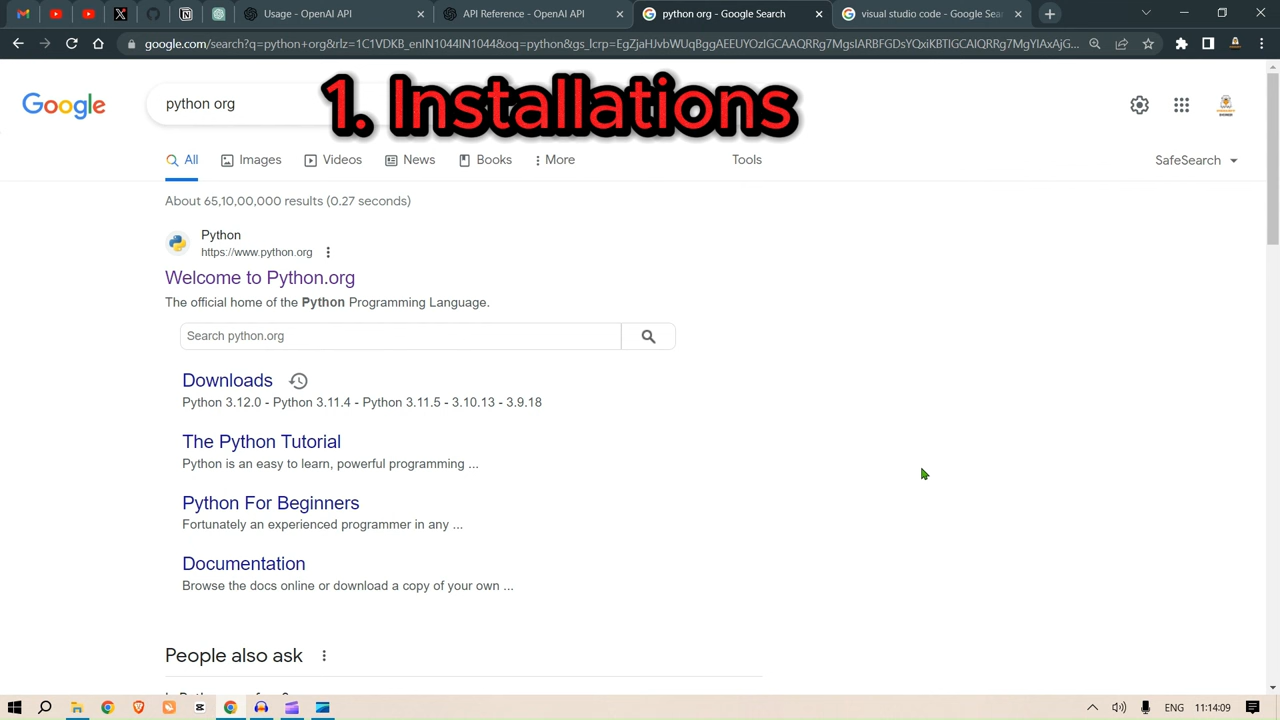 Usage - OpenAI API
API Reference - OpenAI API
python org - Google Search
visual studio code - Google Sea
google.com/search?q=python+org&rlz=1C1VDKB_enIN1044IN1044&oq=python&gs_lcrp=EgZjaHJvbWUqBggAEEUYOzIGCAAQRRg7MgsIARBFGDsYQxiKBTIGCAIQRRg7MgYIAxAjG...
Google
python org
1. Installations
All
Images
Videos
News
Books
More
Tools
SafeSearch
About 65,10,00,000 results (0.27 seconds)
Python
https://www.python.org
Welcome to Python.org
The official home of the Python Programming Language.
Search python.org
Downloads
Python 3.12.0 - Python 3.11.4 - Python 3.11.5 - 3.10.13 - 3.9.18
The Python Tutorial
Python is an easy to learn, powerful programming ...
Python For Beginners
Fortunately an experienced programmer in any ...
Documentation
Browse the docs online or download a copy of your own ...
People also ask
ENG
11:14:09